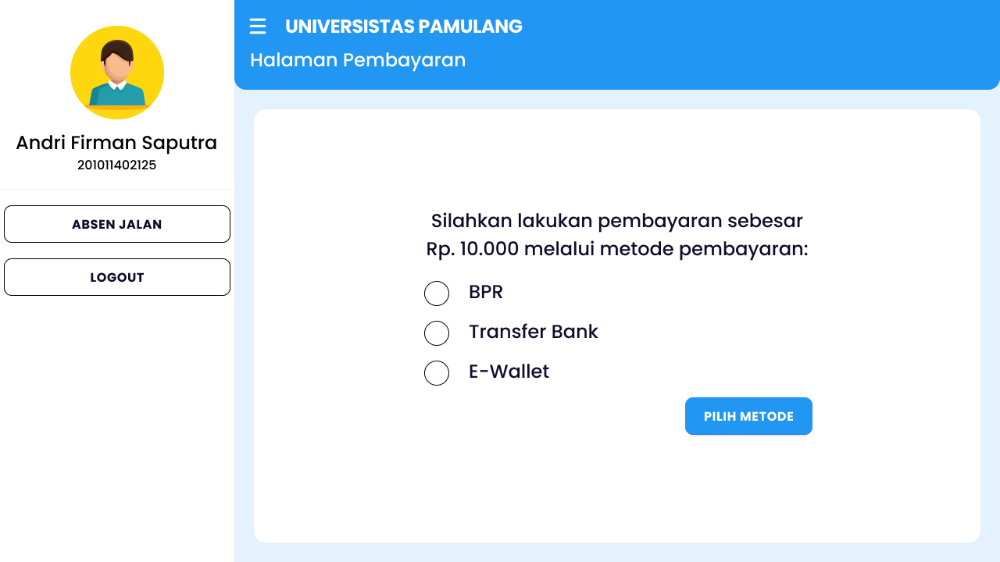 UNIVERSISTAS PAMULANG
Halaman Pembayaran
Andri Firman Saputra
201011402125
ABSEN JALAN
LOGOUT
Silahkan lakukan pembayaran sebesar
Rp. 10.000 melalui metode pembayaran:
BPR
Transfer Bank
E-Wallet
PILIH METODE